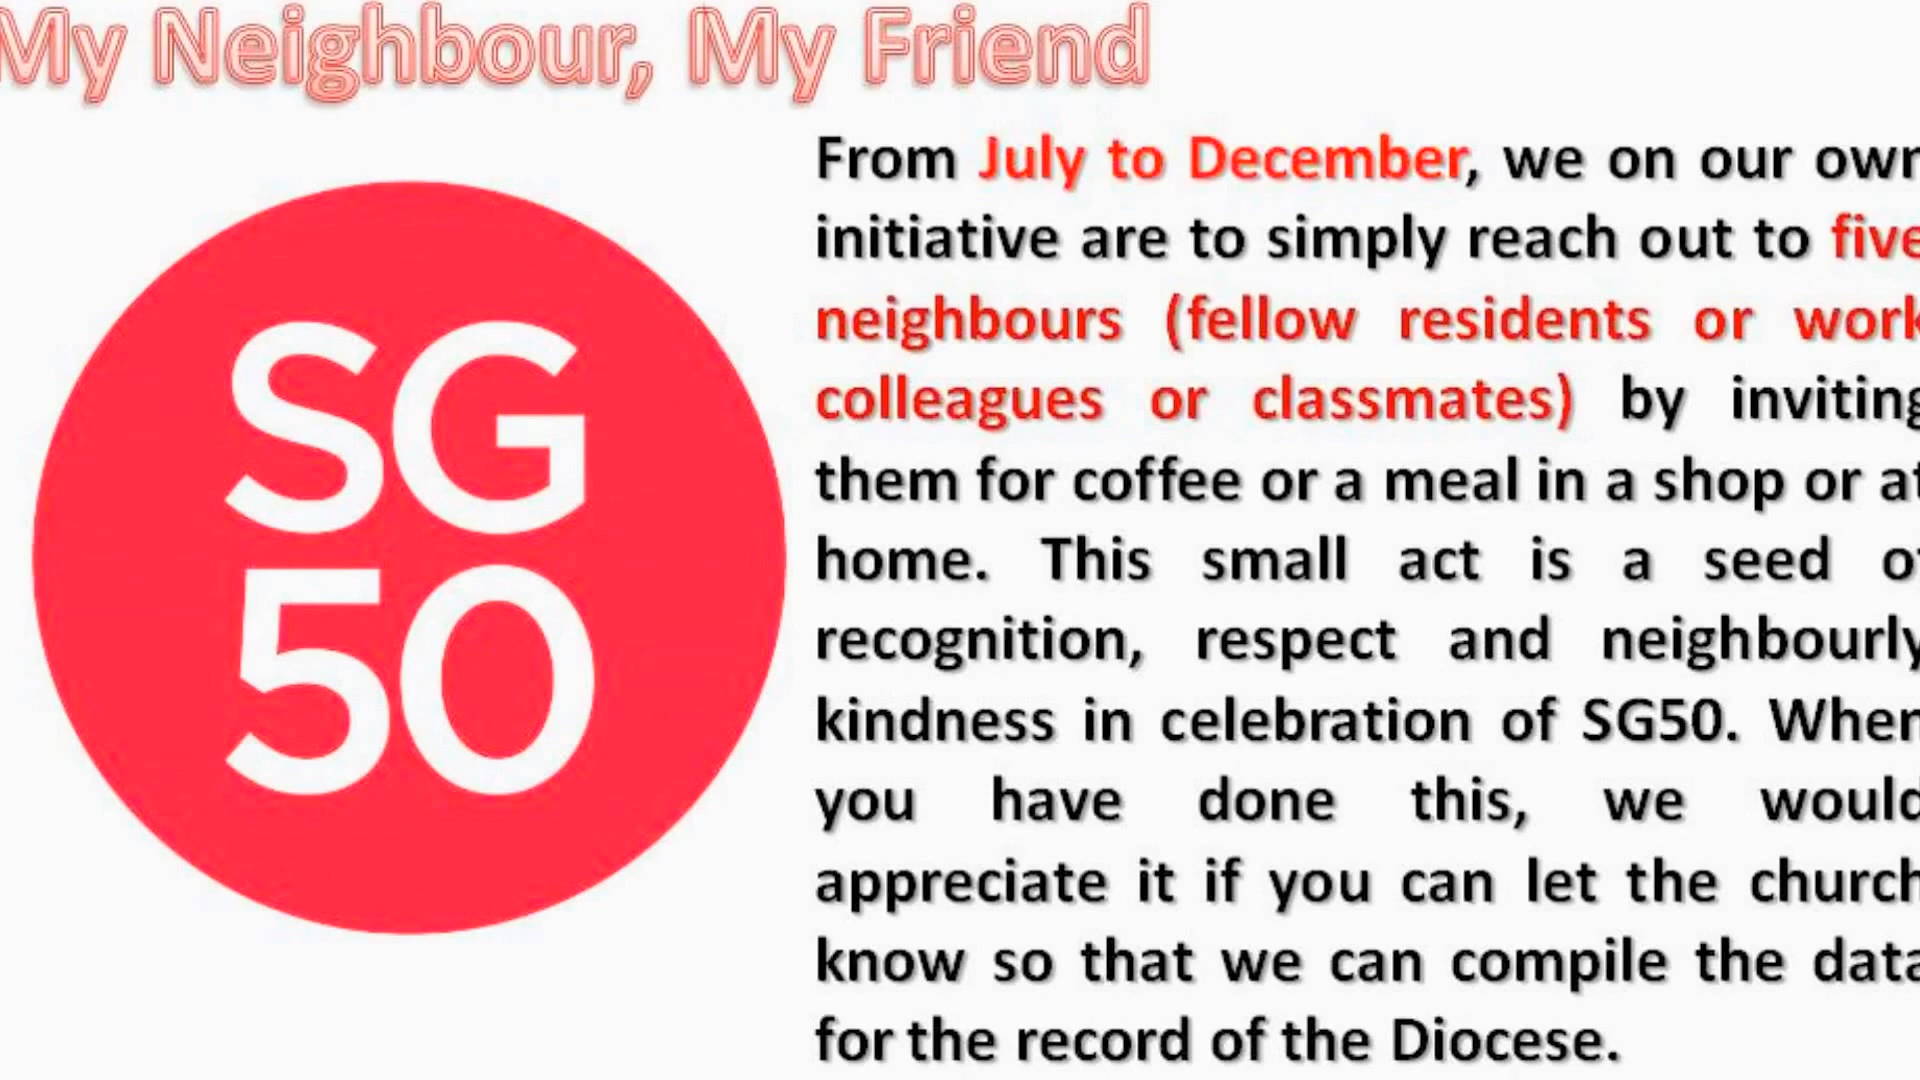 My Neighbour, My Friend
SG
50
From July to December, we on our own
initiative are to simply reach out to five
neighbours (fellow residents or work
colleagues or classmates) by inviting
them for coffee or a meal in a shop or at
home. This small act is a seed of
recognition, respect and neighbourly
kindness in celebration of SG50. When
you have done this, we would
appreciate it if you can let the church
know so that we can compile the data
for the record of the Diocese.